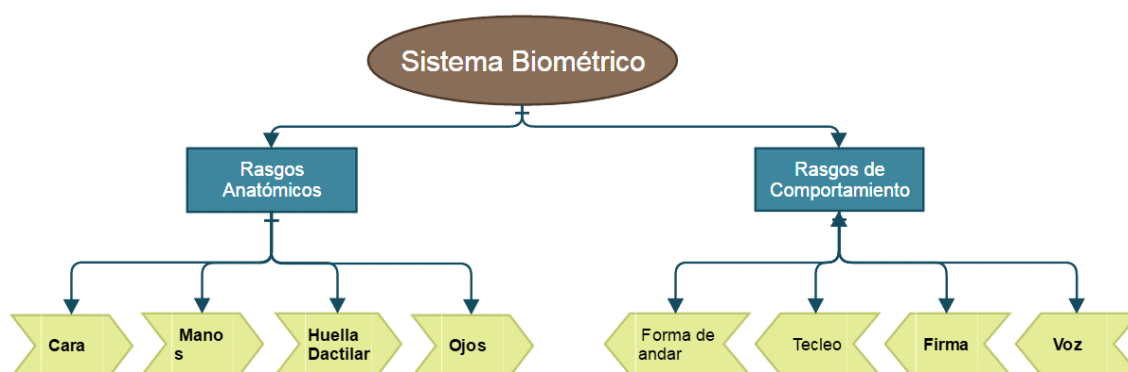 Sistema Biométrico
Rasgos
Anatómicos
Rasgos de
Comportamiento
Cara
Mano
s
Huella
Dactilar
Ojos
Forma de
andar
Tecleo
Firma
Voz